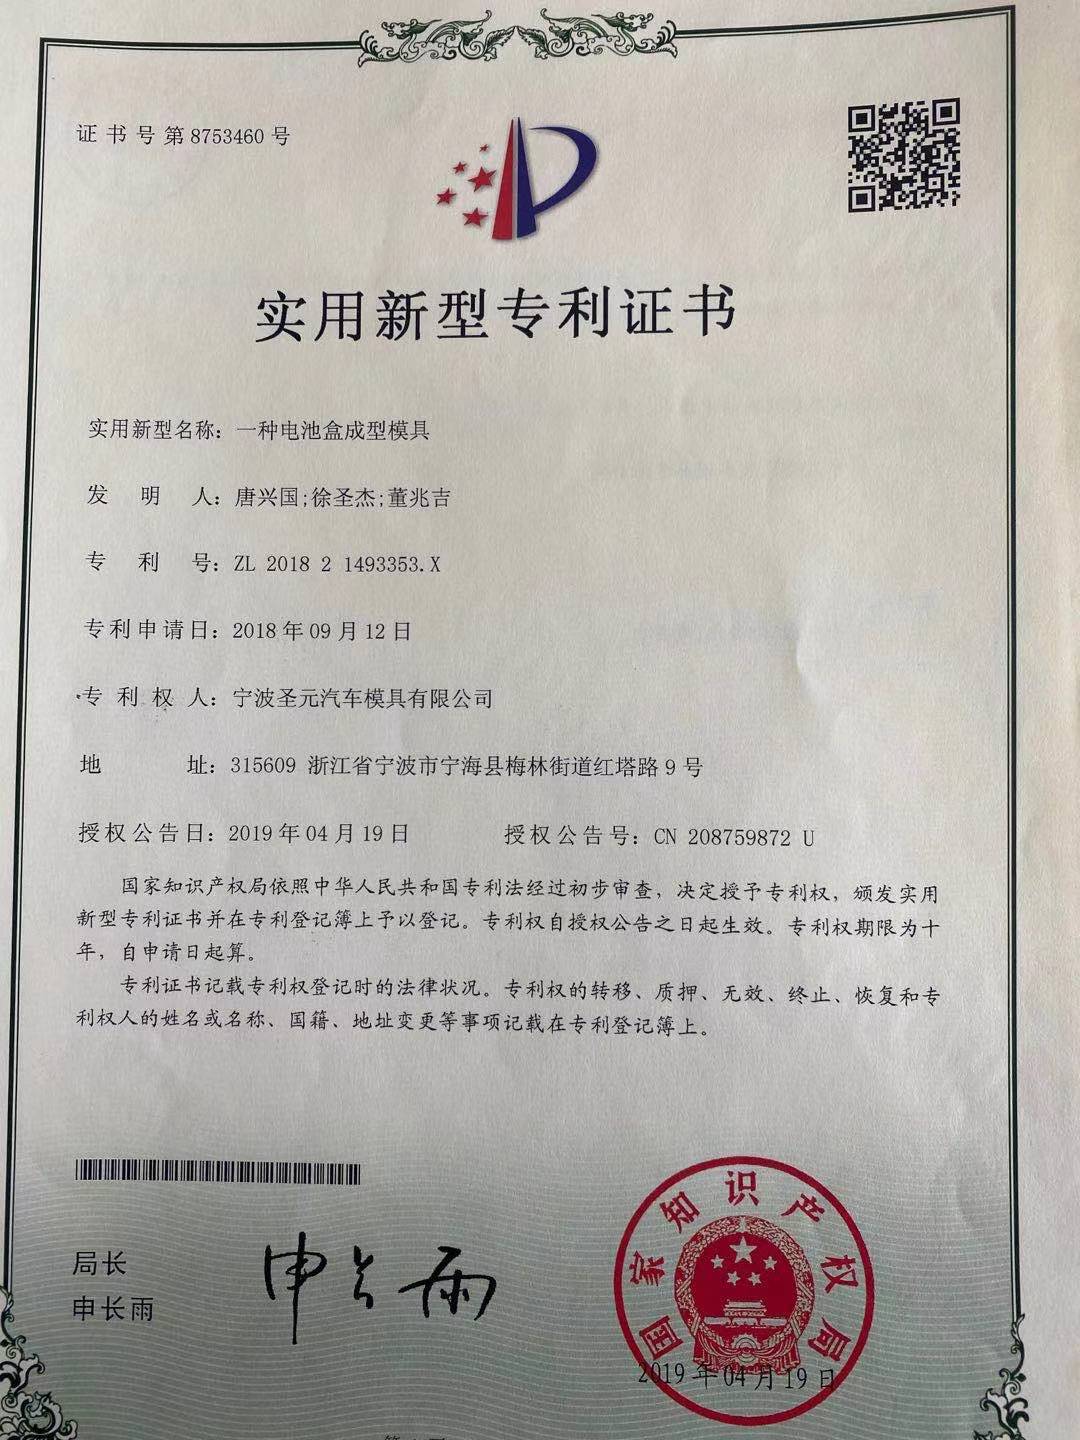 证书号第8753460号
实用新型专利证书
实用新型名称：一种电池盒成型模具
发明人：唐兴国;徐圣杰;董兆吉
专利号：ZL 2018 2 1493353.X
专利申请日：2018年09月12日
专利权人：宁波圣元汽车模具有限公司
地址：315609 浙江省宁波市宁海县梅林街道红塔路9号
授权公告日：2019年04月19日 授权公告号：CN 208759872 U
国家知识产权局依照中华人民共和国专利法经过初步审查，决定授予专利权，颁发实用
新型专利证书并在专利登记簿上予以登记。专利权自授权公告之日起生效。专利权期限为十
年，自申请日起算。
专利证书记载专利权登记时的法律状况。专利权的转移、质押、无效、终止、恢复和专
利权人的姓名或名称、国籍、地址变更等事项记载在专利登记簿上。
局长
申长雨
申长雨
国家知识产权局
2019年04月19日